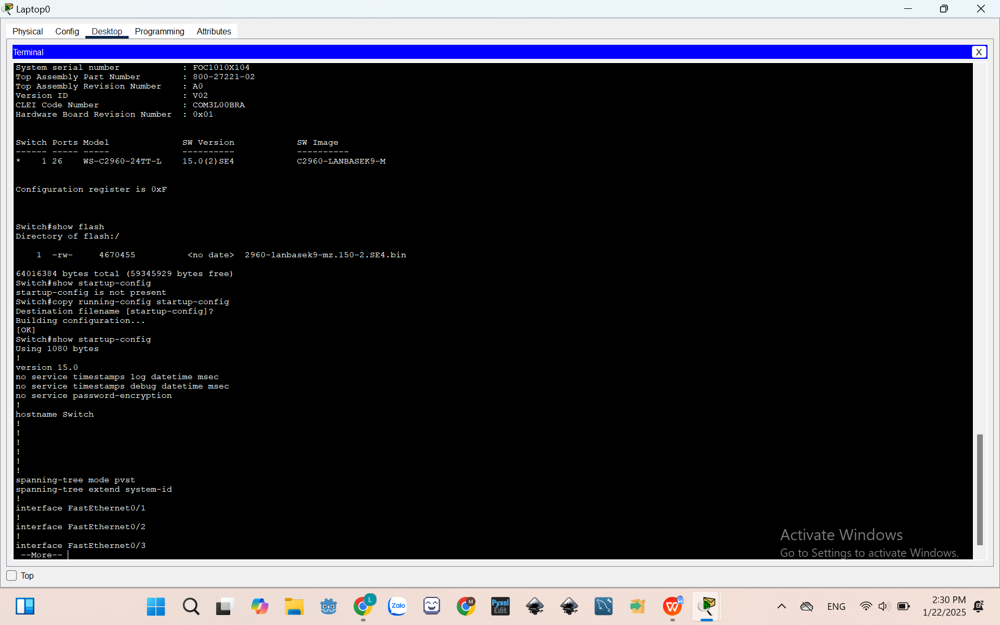 Laptop0
Physical Config Desktop Programming Attributes
Terminal X
System serial number : FOC1010X104
Top Assembly Part Number : 800-27221-02
Top Assembly Revision Number : A0
Version ID : V02
CLEI Code Number : COM3L00BRA
Hardware Board Revision Number : 0x01
Switch Ports Model SW Version SW Image
------ ----- ----- ---------- ----------
* 1 26 WS-C2960-24TT-L 15.0(2)SE4 C2960-LANBASEK9-M
Configuration register is 0xF
Switch#show flash
Directory of flash:/
1 -rw- 4670455 <no date> 2960-lanbasek9-mz.150-2.SE4.bin
64016384 bytes total (59345929 bytes free)
Switch#show startup-config
startup-config is not present
Switch#copy running-config startup-config
Destination filename [startup-config]?
Building configuration...
[OK]
Switch#show startup-config
Using 1080 bytes
!
version 15.0
no service timestamps log datetime msec
no service timestamps debug datetime msec
no service password-encryption
!
hostname Switch
!
!
!
!
!
!
spanning-tree mode pvst
spanning-tree extend system-id
!
interface FastEthernet0/1
!
interface FastEthernet0/2
!
interface FastEthernet0/3
--More--
Activate Windows
Go to Settings to activate Windows.
Top
L
Zalo
M
Pyxel
Edit
W
W
ENG
2:30 PM
1/22/2025